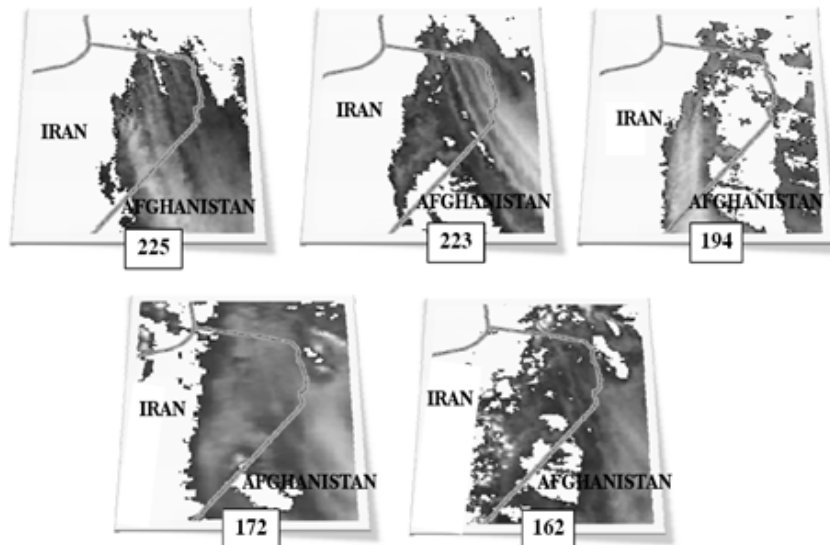 IRAN
AFGHANISTAN
225
IRAN
AFGHANISTAN
223
IRAN
AFGHANISTAN
194
IRAN
AFGHANISTAN
172
IRAN
AFGHANISTAN
162